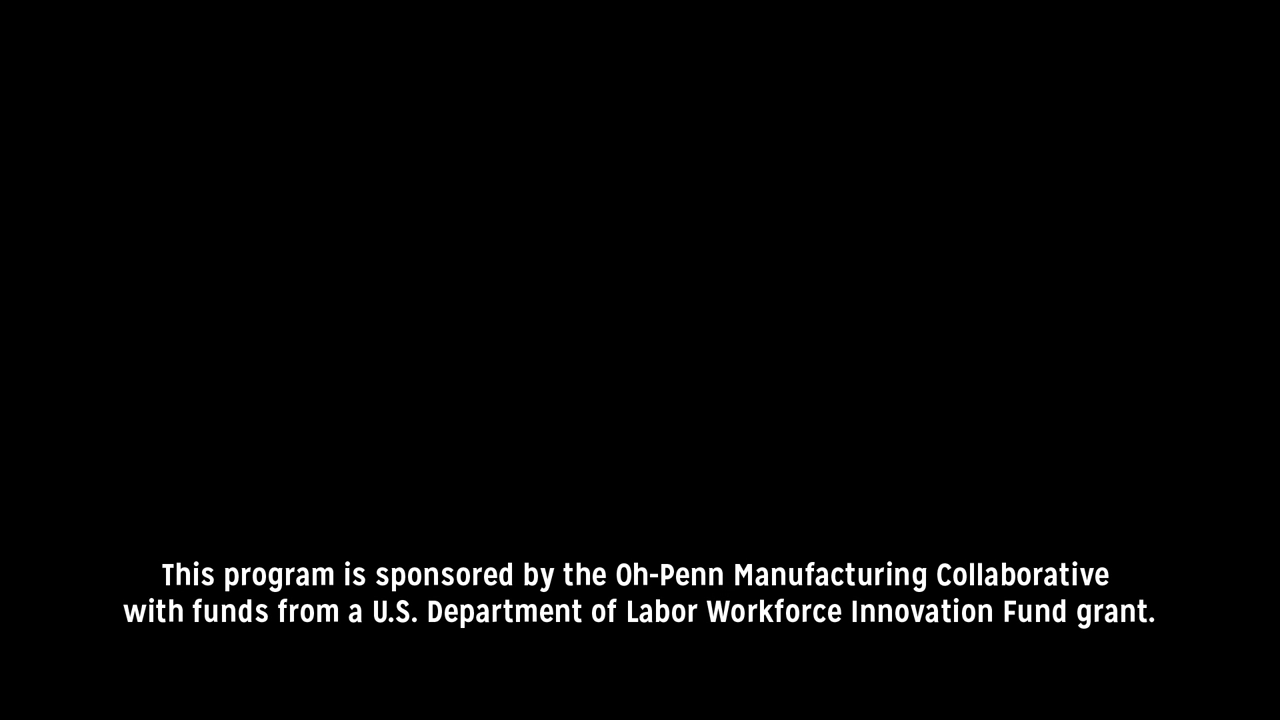 This program is sponsored by the Oh-Penn Manufacturing Collaborative
with funds from a U.S. Department of Labor Workforce Innovation Fund grant.